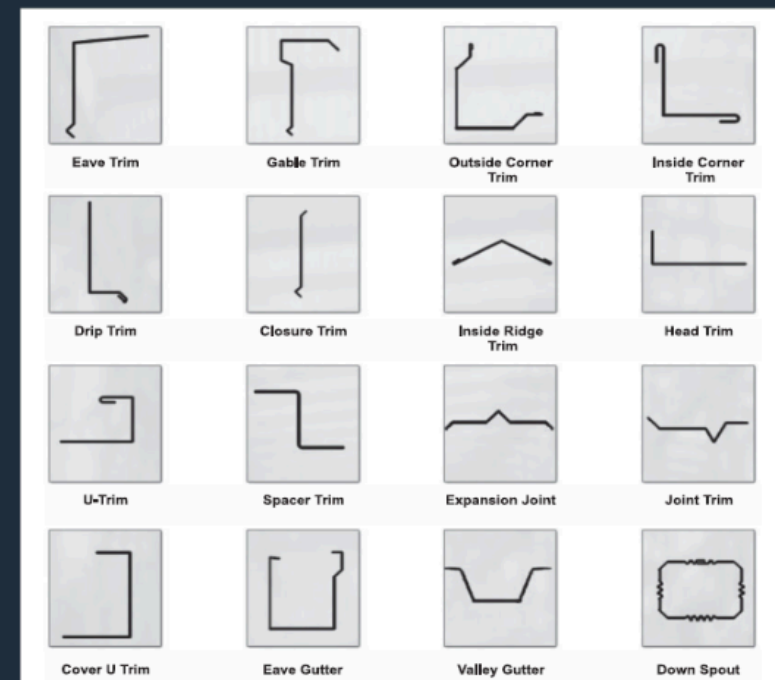 Eave Trim
Gable Trim
Outside Corner
Trim
Inside Corner
Trim
Drip Trim
Closure Trim
Inside Ridge
Trim
Head Trim
U-Trim
Spacer Trim
Expansion Joint
Joint Trim
Cover U Trim
Eave Gutter
Valley Gutter
Down Spout